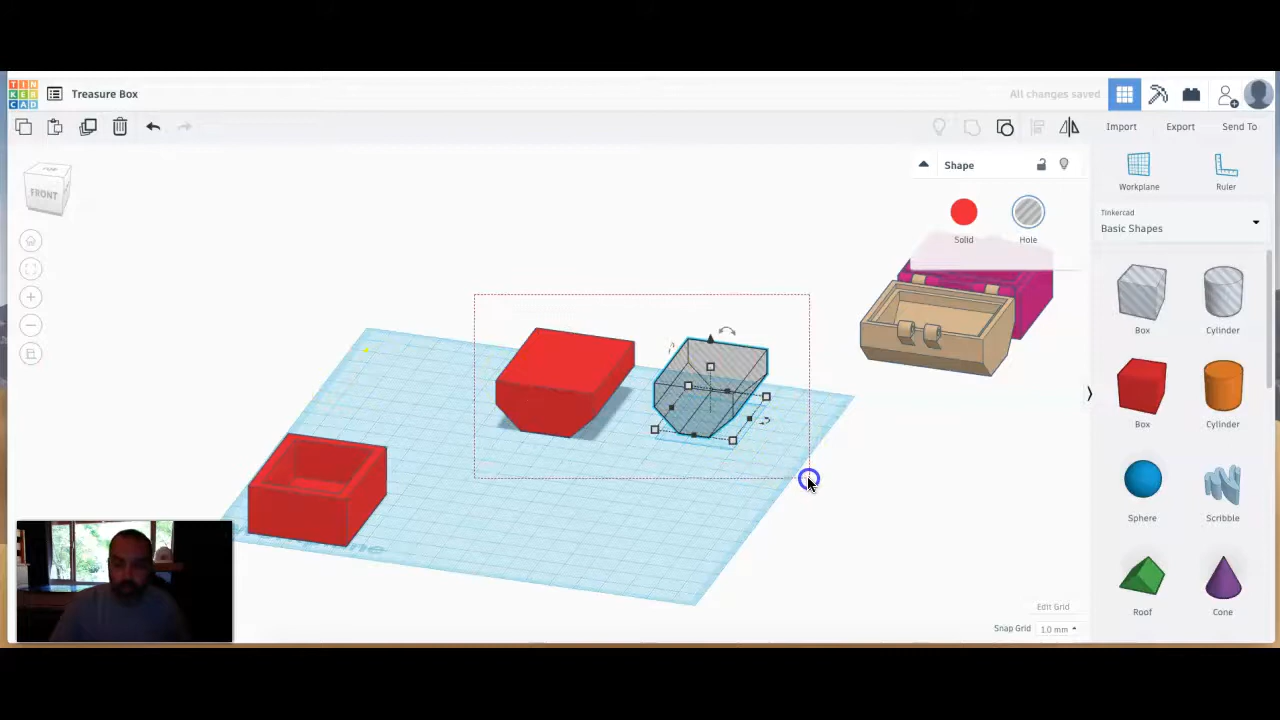 TIN
KER
CAD
Treasure Box
All changes saved
Import
Export
Send To
TOP
FRONT
Shape
Solid
Hole
Workplane
Ruler
Tinkercad
Basic Shapes
Box
Cylinder
Box
Cylinder
Sphere
Scribble
Roof
Cone
Edit Grid
Snap Grid
1.0 mm